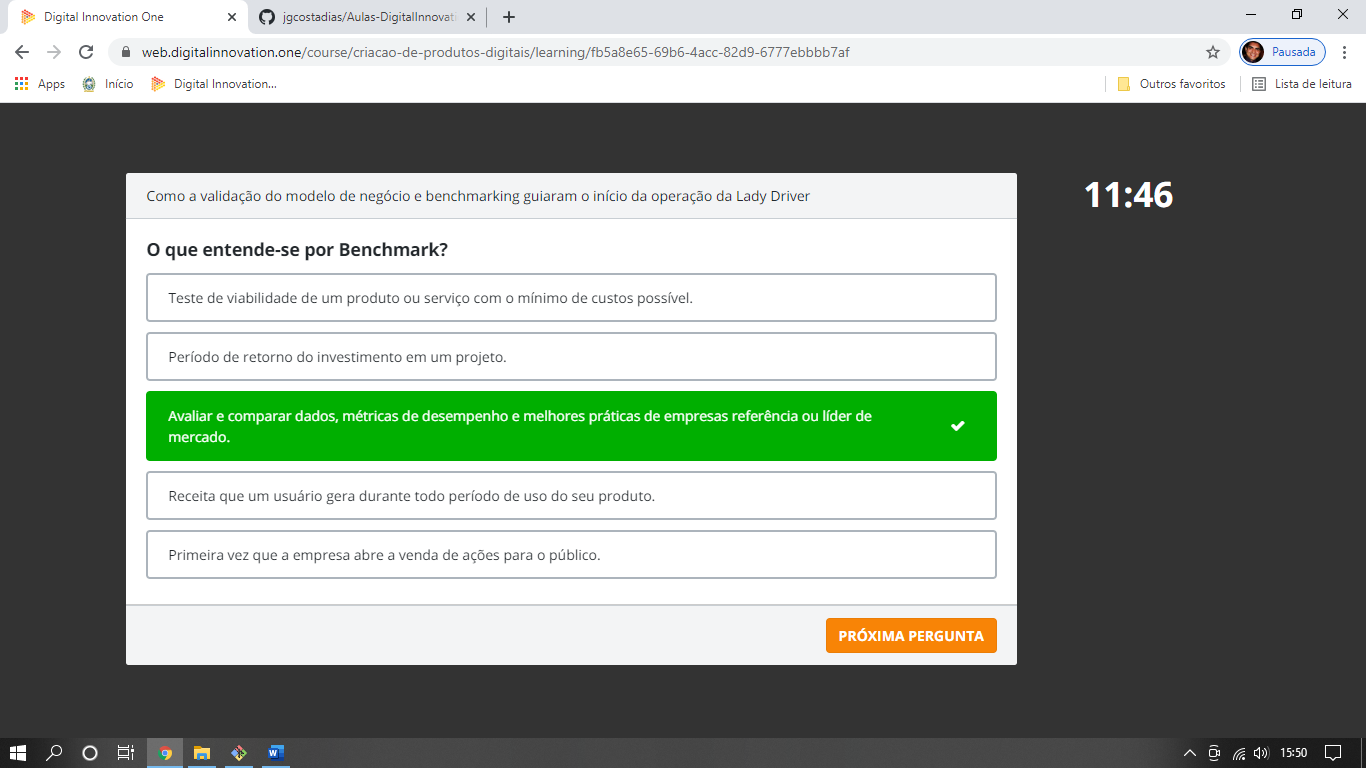 Digital Innovation One
jgcostadias/Aulas-DigitalInnovati
web.digitalinnovation.one/course/criacao-de-produtos-digitais/learning/fb5a8e65-69b6-4acc-82d9-6777ebbbb7af
Pausada
Apps
Início
Digital Innovation...
Outros favoritos
Lista de leitura
Como a validação do modelo de negócio e benchmarking guiaram o início da operação da Lady Driver
11:46
O que entende-se por Benchmark?
Teste de viabilidade de um produto ou serviço com o mínimo de custos possível.
Período de retorno do investimento em um projeto.
Avaliar e comparar dados, métricas de desempenho e melhores práticas de empresas referência ou líder de
mercado.
Receita que um usuário gera durante todo período de uso do seu produto.
Primeira vez que a empresa abre a venda de ações para o público.
PRÓXIMA PERGUNTA
15:50